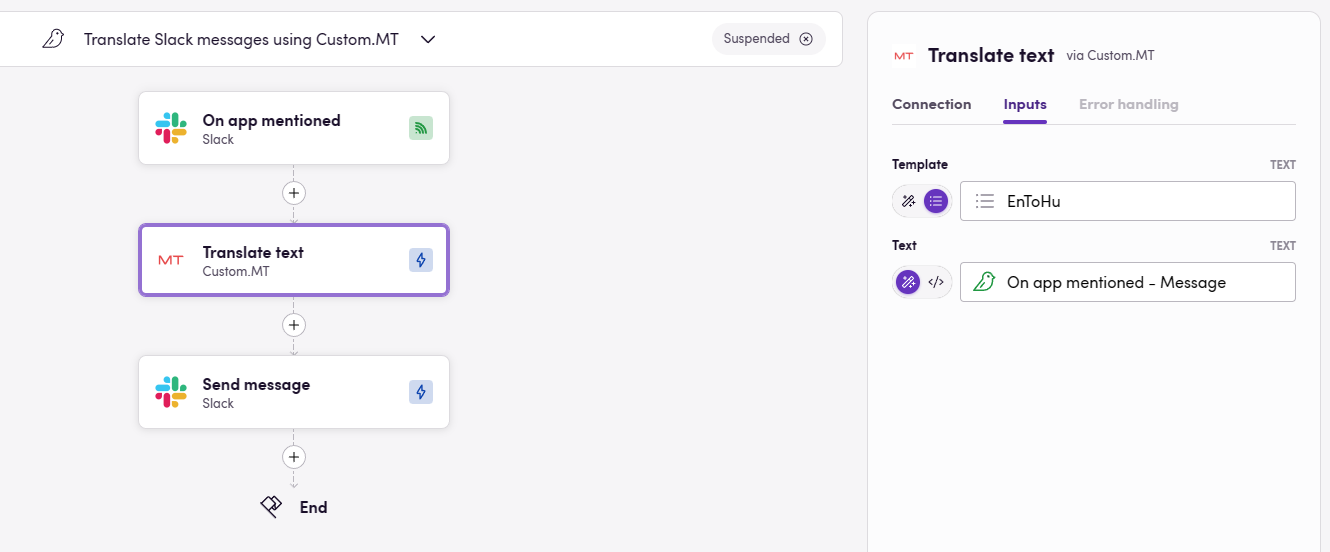 Translate Slack messages using Custom.MT
Suspended
On app mentioned
Slack
MT
Translate text
Custom.MT
Send message
Slack
End
MT
Translate text via Custom.MT
Connection Inputs Error handling
Template TEXT
EnToHu
Text TEXT
</> On app mentioned - Message